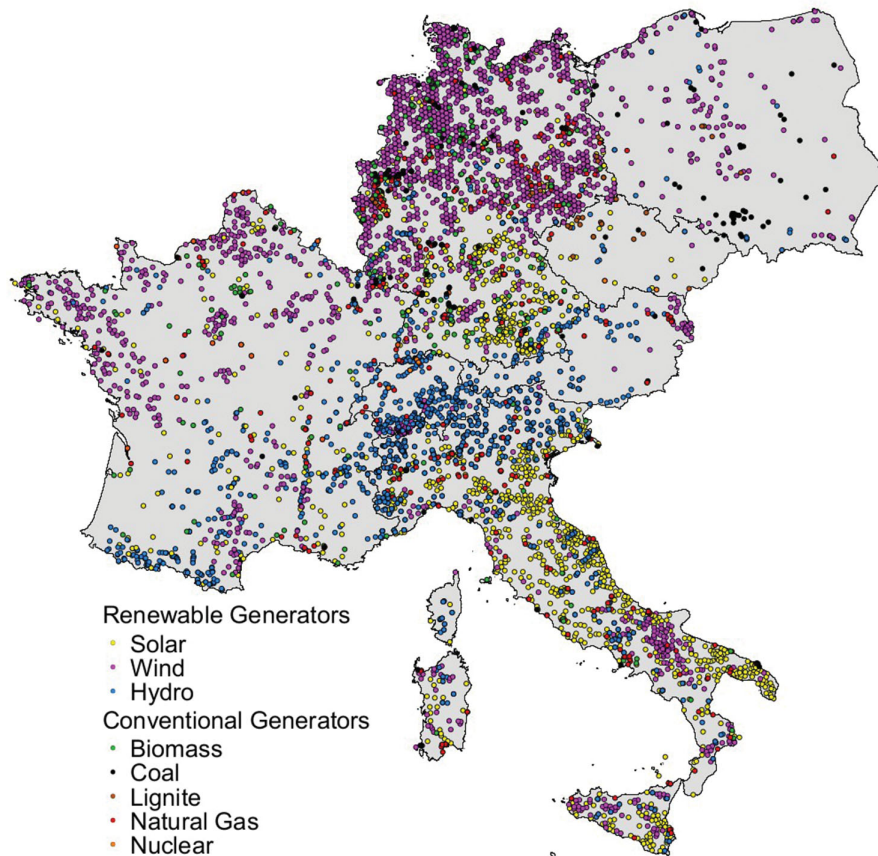 Renewable Generators
Solar
Wind
Hydro
Conventional Generators
Biomass
Coal
Lignite
Natural Gas
Nuclear